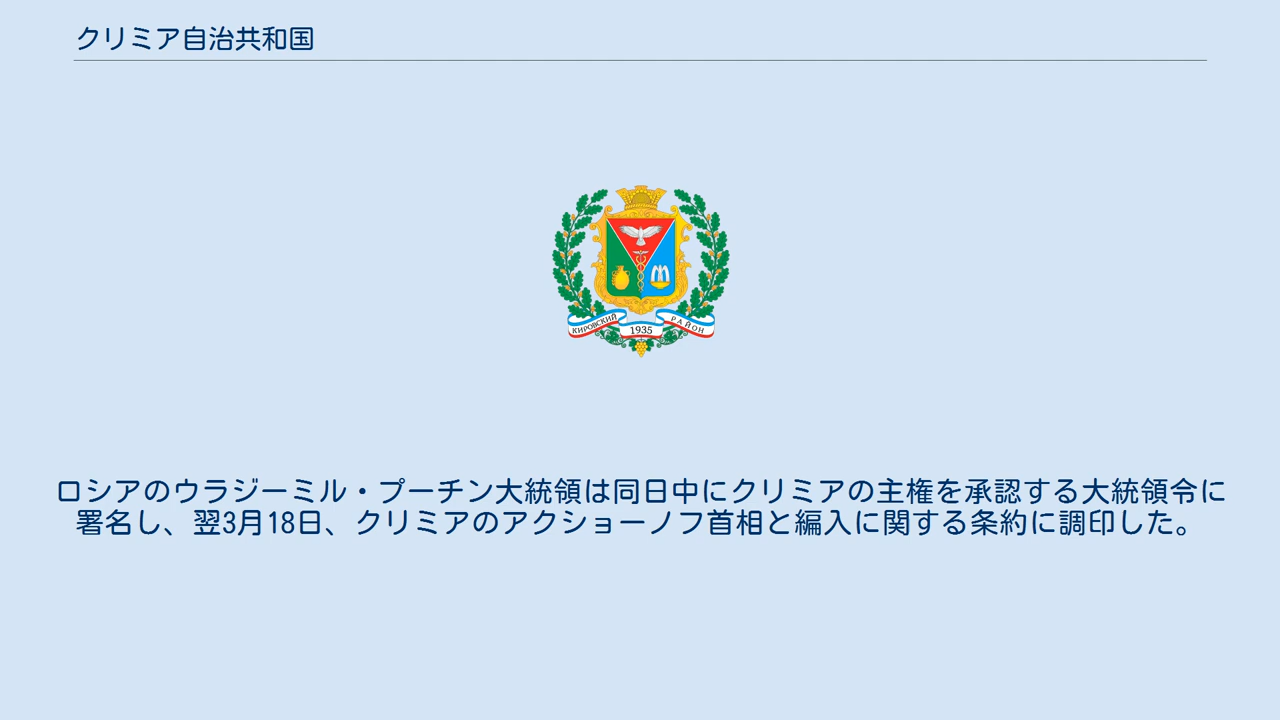 クリミア自治共和国
КИРОВСКИЙ
1935
РАЙОН
ロシアのウラジーミル・プーチン大統領は同日中にクリミアの主権を承認する大統領令に
署名し、翌3月18日、クリミアのアクショーノフ首相と編入に関する条約に調印した。